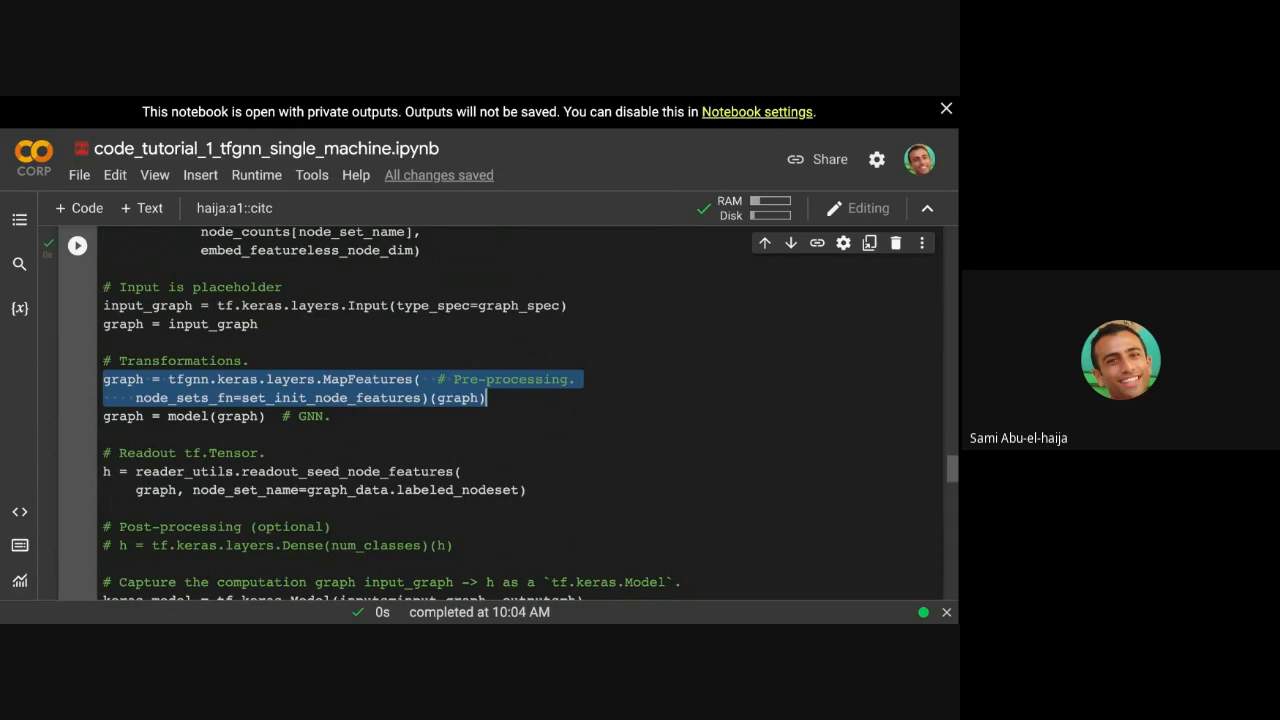 This notebook is open with private outputs. Outputs will not be saved. You can disable this in Notebook settings.
CORP
code_tutorial_1_tfgnn_single_machine.ipynb
Share
File Edit View Insert Runtime Tools Help All changes saved
+ Code + Text haija:a1::citc
RAM
Disk
Editing
0s
node_counts[node_set_name],
embed_featureless_node_dim)
# Input is placeholder
input_graph = tf.keras.layers.Input(type_spec=graph_spec)
graph = input_graph
# Transformations.
graph = tfgnn.keras.layers.MapFeatures( # Pre-processing.
node_sets_fn=set_init_node_features)(graph)
graph = model(graph) # GNN.
# Readout tf.Tensor.
h = reader_utils.readout_seed_node_features(
graph, node_set_name=graph_data.labeled_nodeset)
# Post-processing (optional)
# h = tf.keras.layers.Dense(num_classes)(h)
# Capture the computation graph input_graph -> h as a `tf.keras.Model`.
keras_model = tf.keras.Model(inputs=input_graph, outputs=h)
0s completed at 10:04 AM
Sami Abu-el-haija